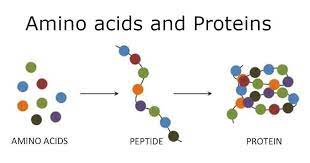 Amino acids and Proteins
AMINO ACIDS
PEPTIDE
PROTEIN